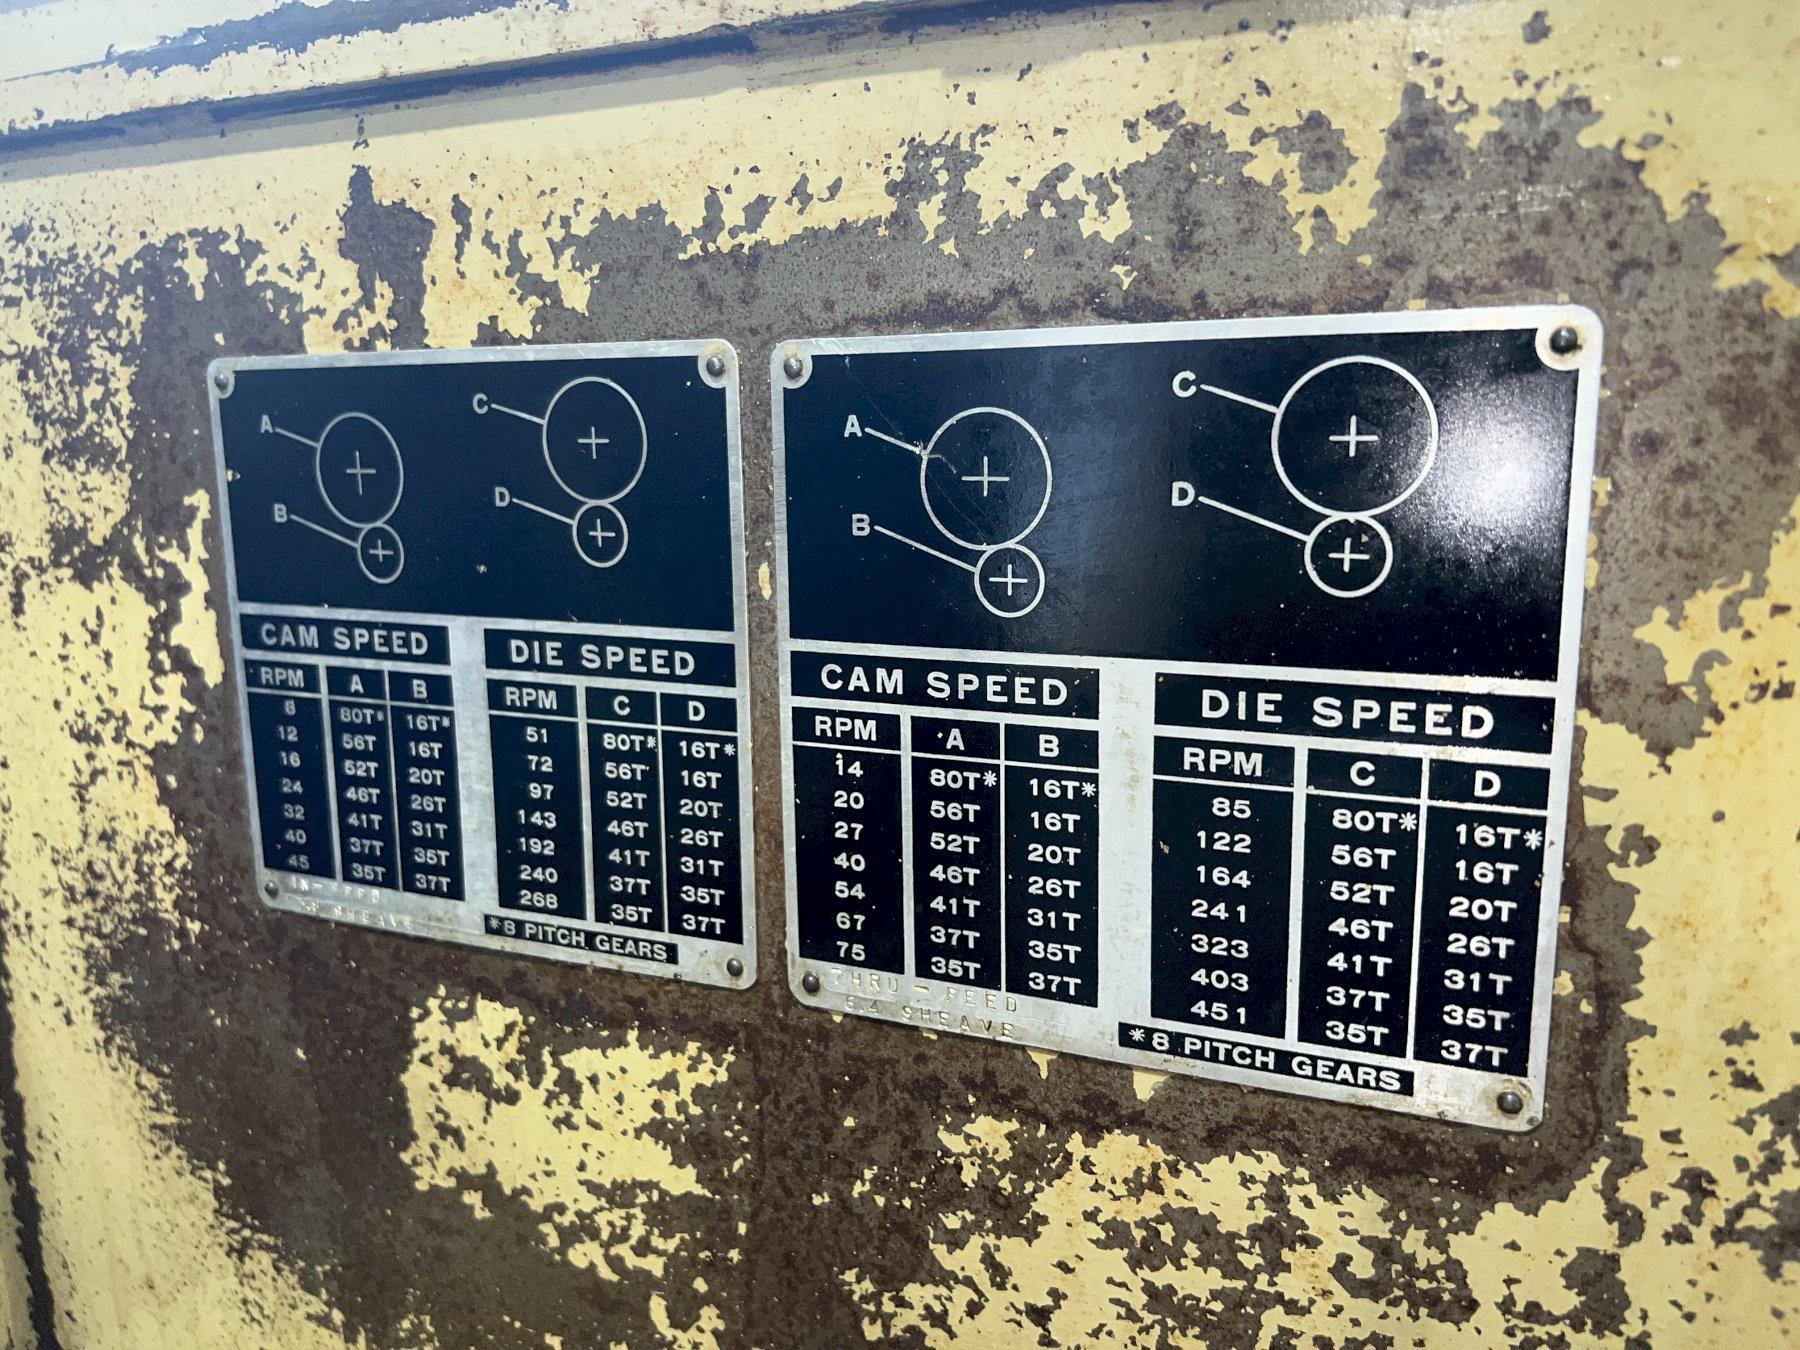 A
B
C
D
CAM SPEED
RPM A B
8 80T* 16T*
12 56T 16T
16 52T 20T
24 46T 26T
32 41T 31T
40 37T 35T
45 35T 37T
DIE SPEED
RPM C D
51 80T* 16T*
72 56T 16T
97 52T 20T
143 46T 26T
192 41T 31T
240 37T 35T
268 35T 37T
IN-FEED
SHEAVE
*8 PITCH GEARS
A
B
C
D
CAM SPEED
RPM A B
14 80T* 16T*
20 56T 16T
27 52T 20T
40 46T 26T
54 41T 31T
67 37T 35T
75 35T 37T
DIE SPEED
RPM C D
85 80T* 16T*
122 56T 16T
164 52T 20T
241 46T 26T
323 41T 31T
403 37T 35T
451 35T 37T
THRU-FEED
6.4 SHEAVE
*8 PITCH GEARS